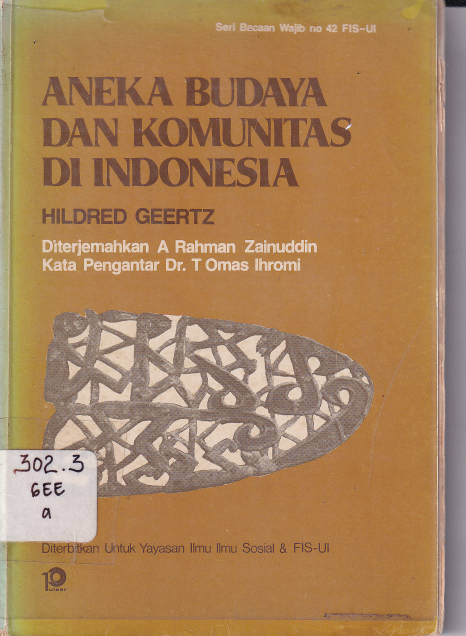 Seri Bacaan Wajib no 42 FIS-UI
ANEKA BUDAYA
DAN KOMUNITAS
DI INDONESIA
HILDRED GEERTZ
Diterjemahkan A Rahman Zainuddin
Kata Pengantar Dr. T Omas Ihromi
302.3
GEE
a
Diterbitkan Untuk Yayasan Ilmu Ilmu Sosial & FIS-UI